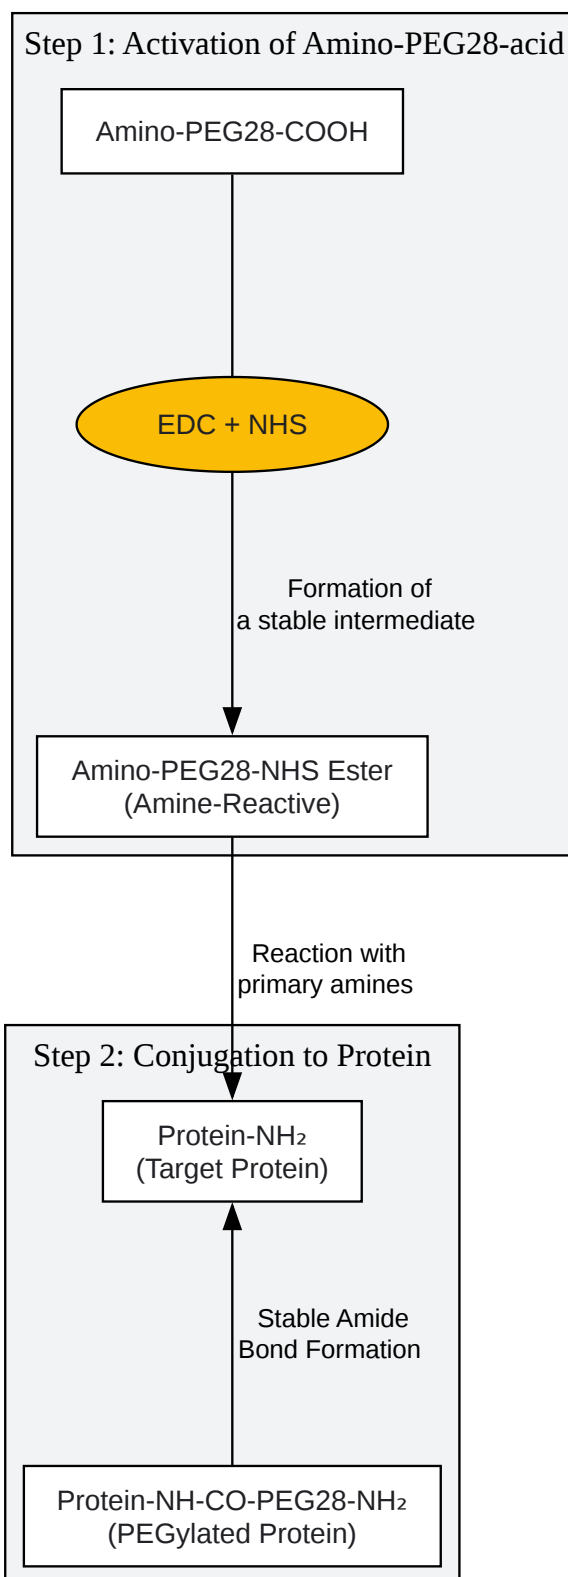 Step 1: Activation of Amino-PEG28-acid
Amino-PEG28-COOH
EDC + NHS
Formation of
a stable intermediate
Amino-PEG28-NHS Ester
(Amine-Reactive)
Reaction with
primary amines
Step 2: Conjugation to Protein
Protein-NH₂
(Target Protein)
Stable Amide
Bond Formation
Protein-NH-CO-PEG28-NH₂
(PEGylated Protein)